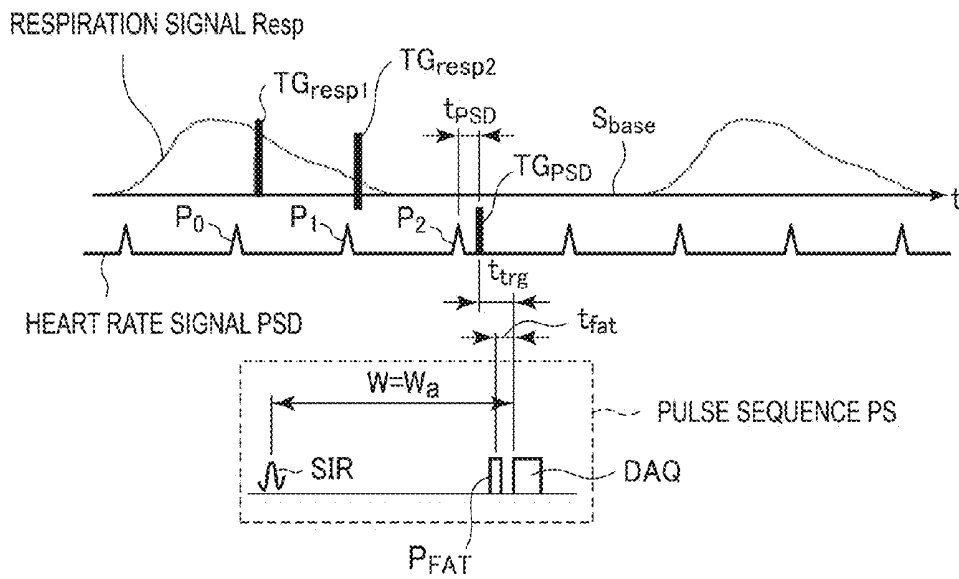 RESPIRATION SIGNAL Resp
TGresp1
TGresp2
tPSD
Sbase
TGPSD
t
P0
P1
P2
ttrg
HEART RATE SIGNAL PSD
tfat
W=Wa
PULSE SEQUENCE PS
SIR
DAQ
PFAT